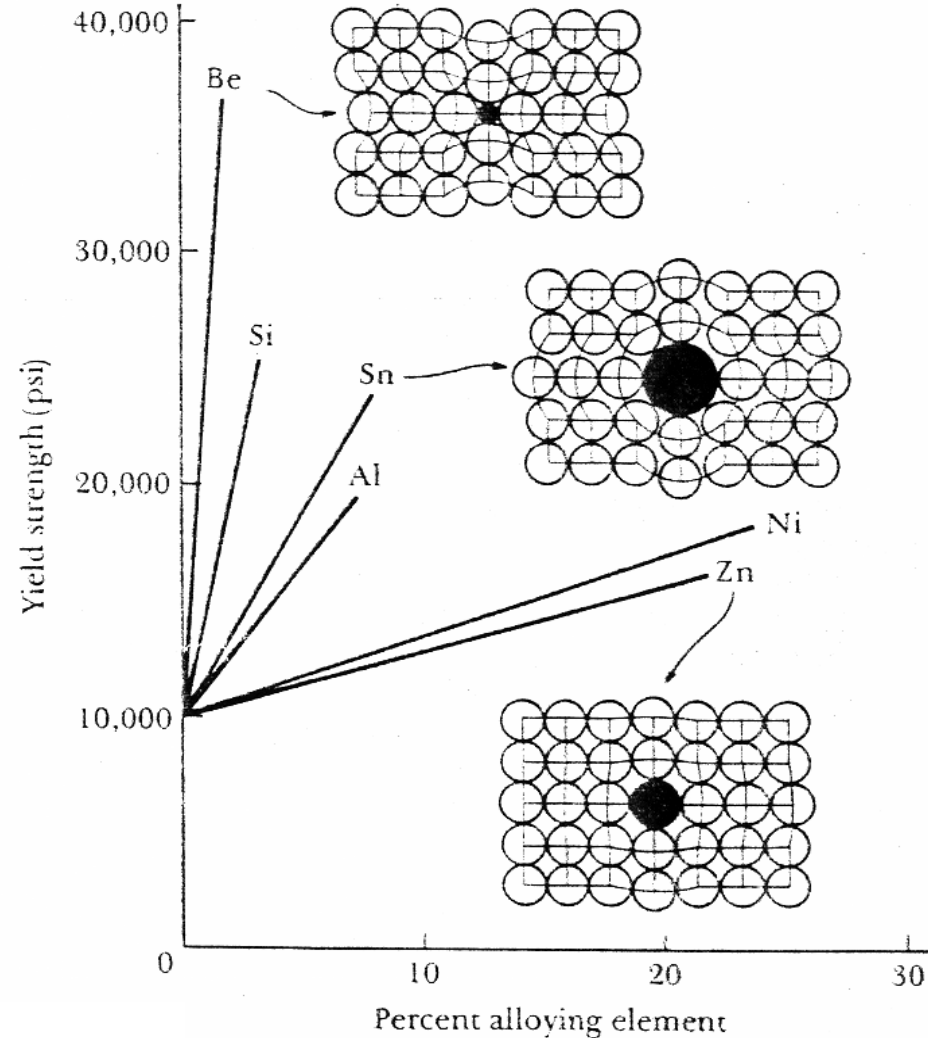 40,000
Be
30,000
Si
Sn
Yield strength (psi)
20,000
Al
Ni
Zn
10,000
0
0
10
20
30
Percent alloying element